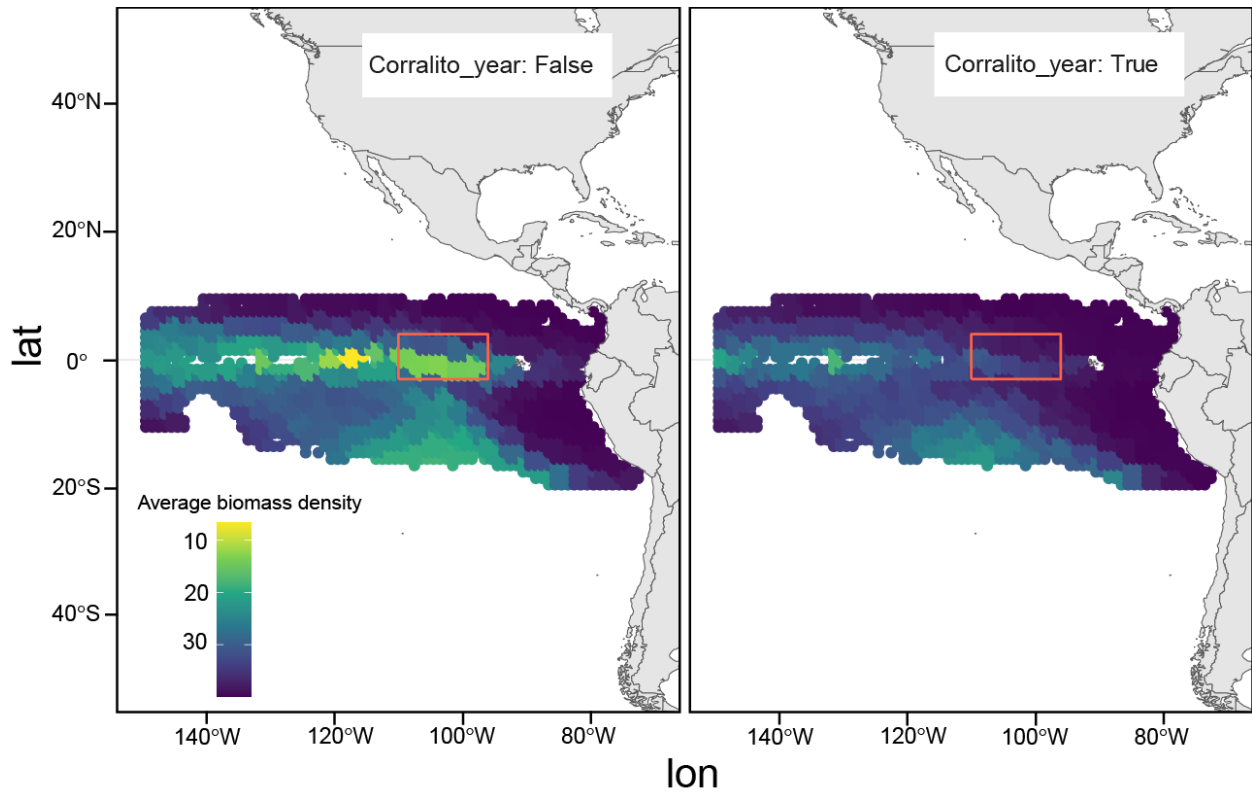 Corralito_year: False
Corralito_year: True
40°N
20°N
0°
20°S
40°S
lat
Average biomass density
10
20
30
140°W
120°W
100°W
80°W
140°W
120°W
100°W
80°W
lon